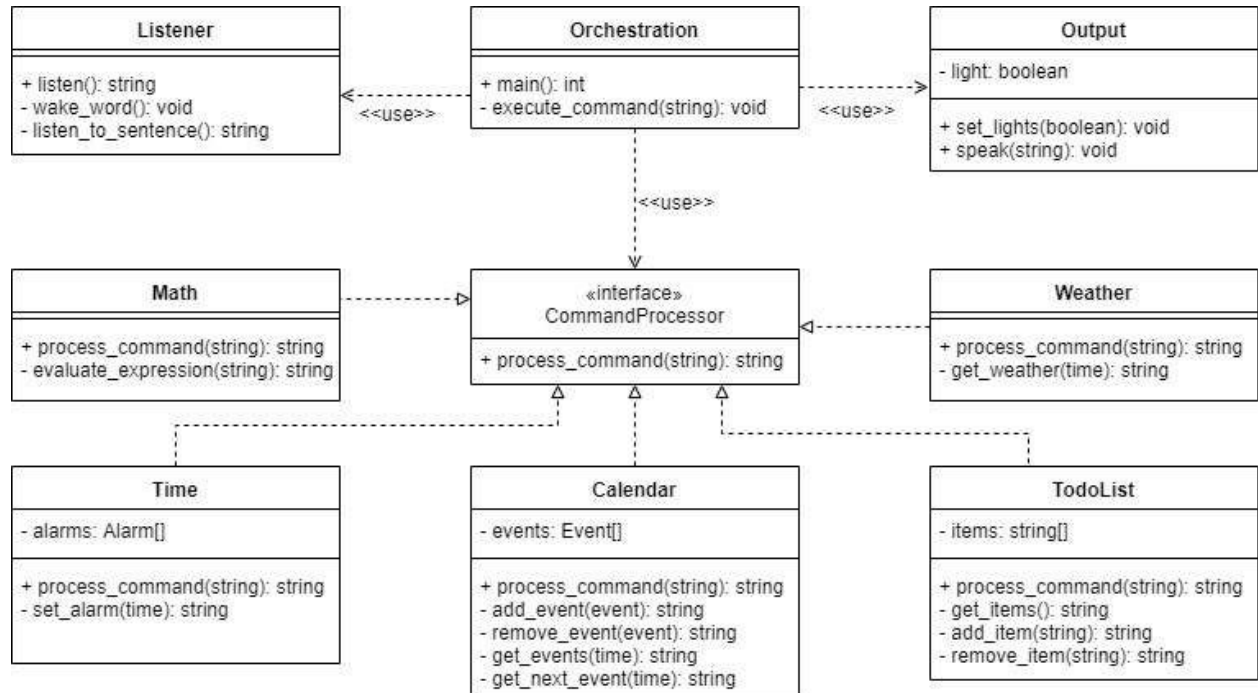 Listener
+ listen(): string
- wake_word(): void
- listen_to_sentence(): string
<<use>>
Orchestration
+ main(): int
- execute_command(string): void
<<use>>
Output
- light: boolean
+ set_lights(boolean): void
+ speak(string): void
<<use>>
Math
+ process_command(string): string
- evaluate_expression(string): string
«interface»
CommandProcessor
+ process_command(string): string
Weather
+ process_command(string): string
- get_weather(time): string
Time
- alarms: Alarm[]
+ process_command(string): string
- set_alarm(time): string
Calendar
- events: Event[]
+ process_command(string): string
- add_event(event): string
- remove_event(event): string
- get_events(time): string
- get_next_event(time): string
TodoList
- items: string[]
+ process_command(string): string
- get_items(): string
- add_item(string): string
- remove_item(string): string